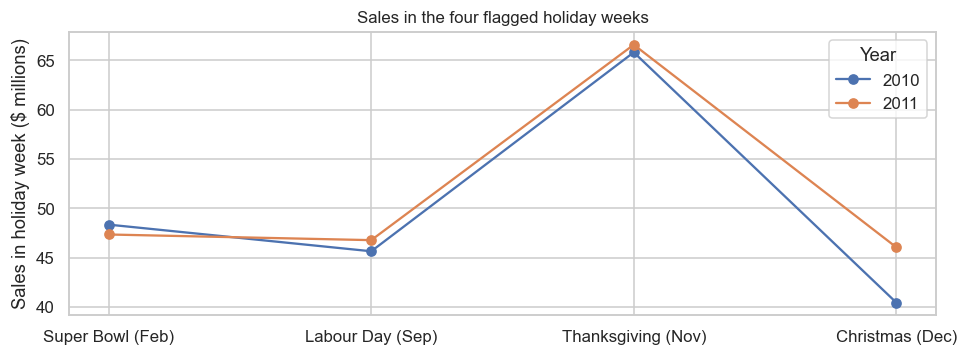 Sales in the four flagged holiday weeks
Sales in holiday week ($ millions)
65
60
55
50
45
40
Year
2010
2011
Super Bowl (Feb)
Labour Day (Sep)
Thanksgiving (Nov)
Christmas (Dec)